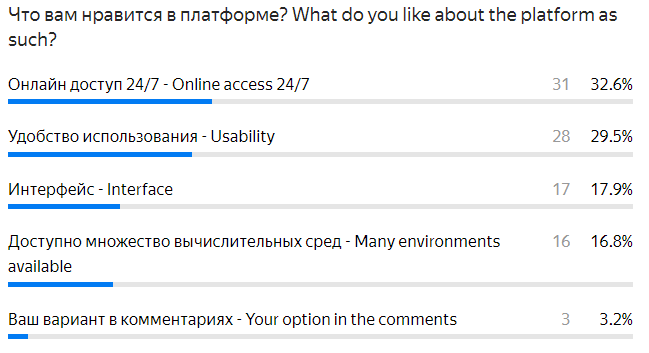 Что вам нравится в платформе? What do you like about the platform as
such?
Онлайн доступ 24/7 - Online access 24/7 31 32.6%
Удобство использования - Usability 28 29.5%
Интерфейс - Interface 17 17.9%
Доступно множество вычислительных сред - Many environments 16 16.8%
available
Ваш вариант в комментариях - Your option in the comments 3 3.2%